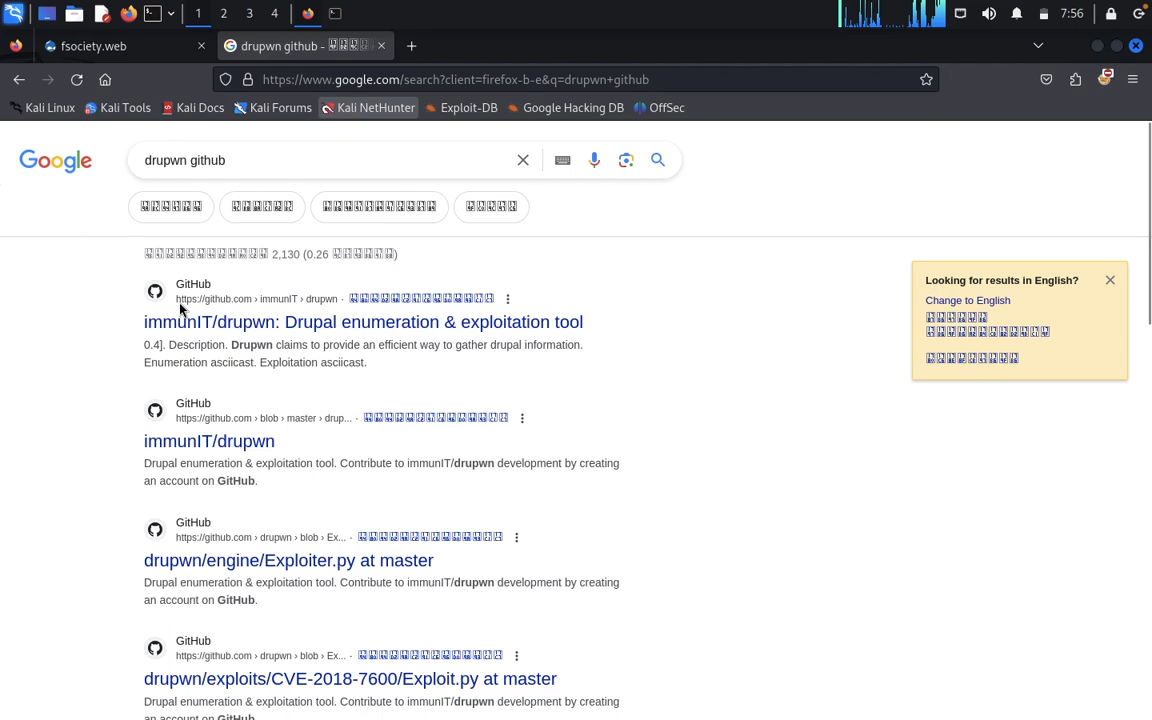 1 2 3 4 7:56
fsociety.web
drupwn github -
https://www.google.com/search?client=firefox-b-e&q=drupwn+github
Kali Linux Kali Tools Kali Docs Kali Forums Kali NetHunter Exploit-DB Google Hacking DB OffSec
Google
drupwn github
2,130 (0.26 )
Looking for results in English?
Change to English
GitHub
https://github.com › immunIT › drupwn ·
immunIT/drupwn: Drupal enumeration & exploitation tool
0.4]. Description. Drupwn claims to provide an efficient way to gather drupal information.
Enumeration asciicast. Exploitation asciicast.
GitHub
https://github.com › blob › master › drup... ·
immunIT/drupwn
Drupal enumeration & exploitation tool. Contribute to immunIT/drupwn development by creating
an account on GitHub.
GitHub
https://github.com › drupwn › blob › Ex... ·
drupwn/engine/Exploiter.py at master
Drupal enumeration & exploitation tool. Contribute to immunIT/drupwn development by creating
an account on GitHub.
GitHub
https://github.com › drupwn › blob › Ex... ·
drupwn/exploits/CVE-2018-7600/Exploit.py at master
Drupal enumeration & exploitation tool. Contribute to immunIT/drupwn development by creating
an account on GitHub.